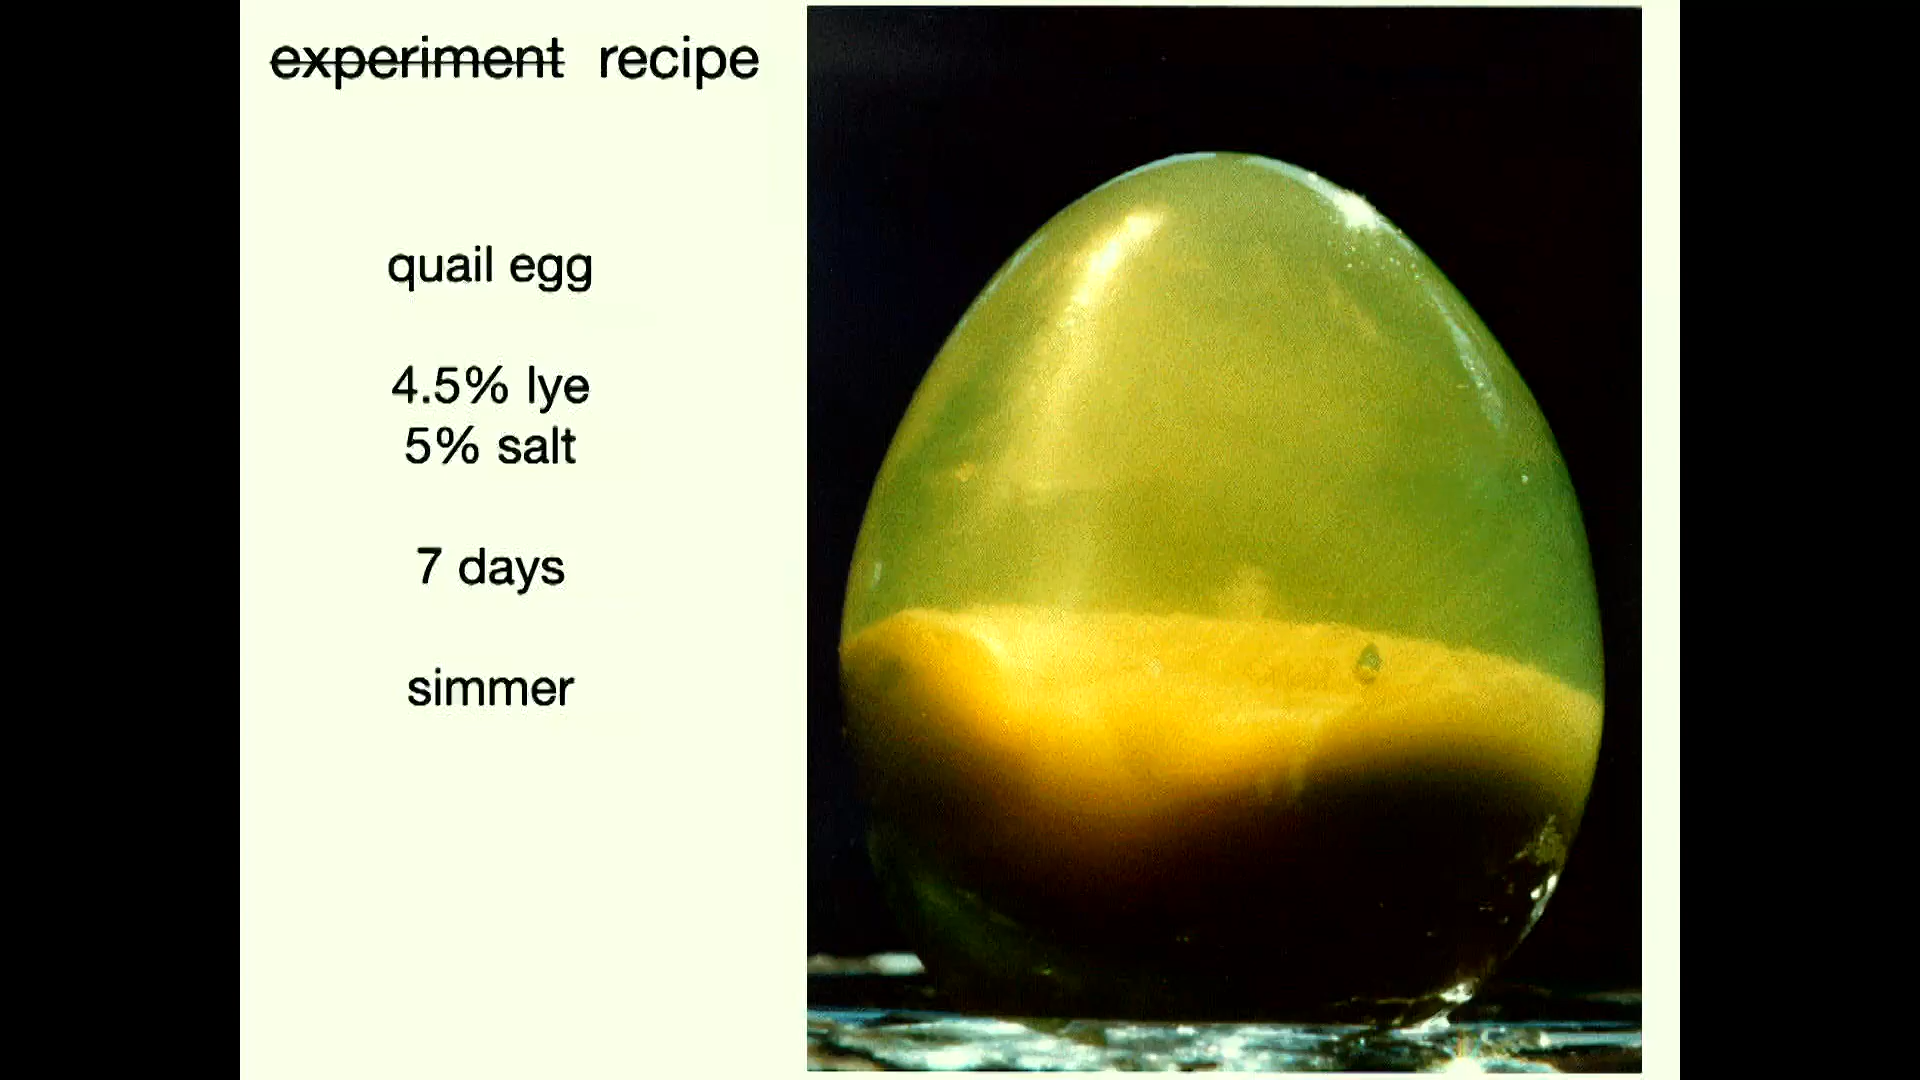 experiment recipe
quail egg
4.5% lye
5% salt
7 days
simmer